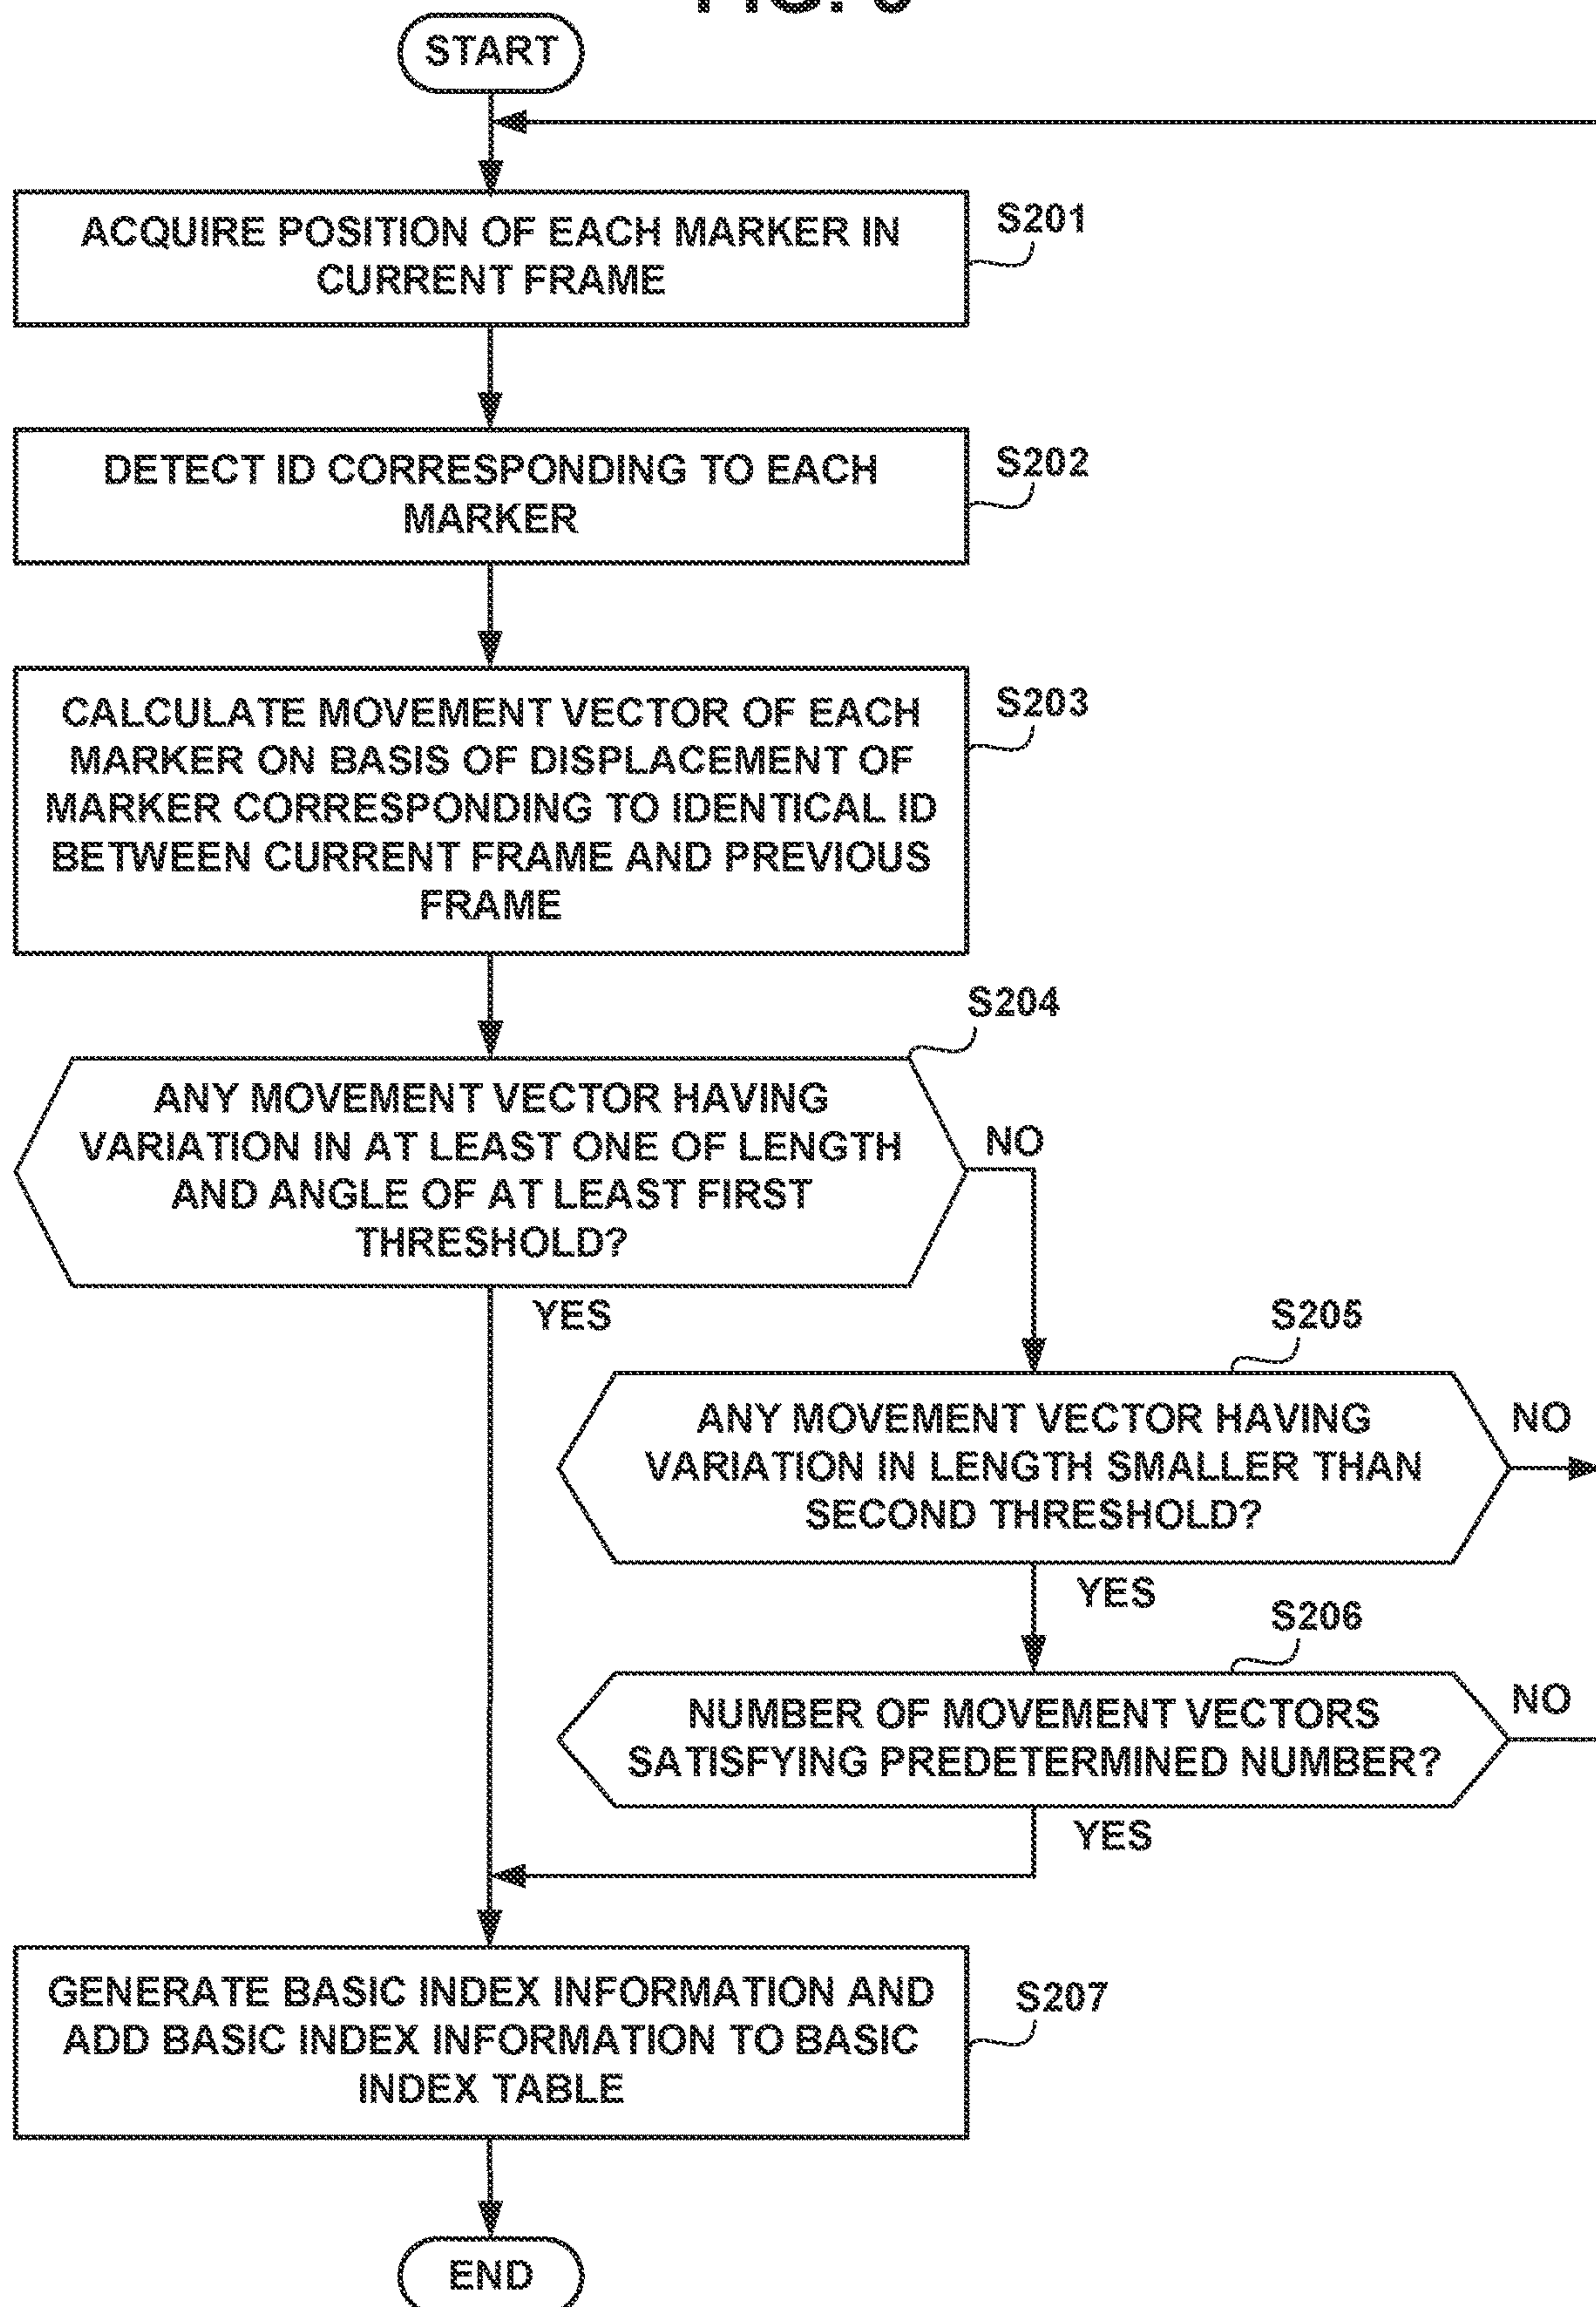 START
ACQUIRE POSITION OF EACH MARKER IN
CURRENT FRAME
S201
DETECT ID CORRESPONDING TO EACH
MARKER
S202
CALCULATE MOVEMENT VECTOR OF EACH
MARKER ON BASIS OF DISPLACEMENT OF
MARKER CORRESPONDING TO IDENTICAL ID
BETWEEN CURRENT FRAME AND PREVIOUS
FRAME
S203
S204
ANY MOVEMENT VECTOR HAVING
VARIATION IN AT LEAST ONE OF LENGTH
AND ANGLE OF AT LEAST FIRST
THRESHOLD?
NO
YES
S205
ANY MOVEMENT VECTOR HAVING
VARIATION IN LENGTH SMALLER THAN
SECOND THRESHOLD?
NO
YES
S206
NUMBER OF MOVEMENT VECTORS
SATISFYING PREDETERMINED NUMBER?
NO
YES
GENERATE BASIC INDEX INFORMATION AND
ADD BASIC INDEX INFORMATION TO BASIC
INDEX TABLE
S207
END